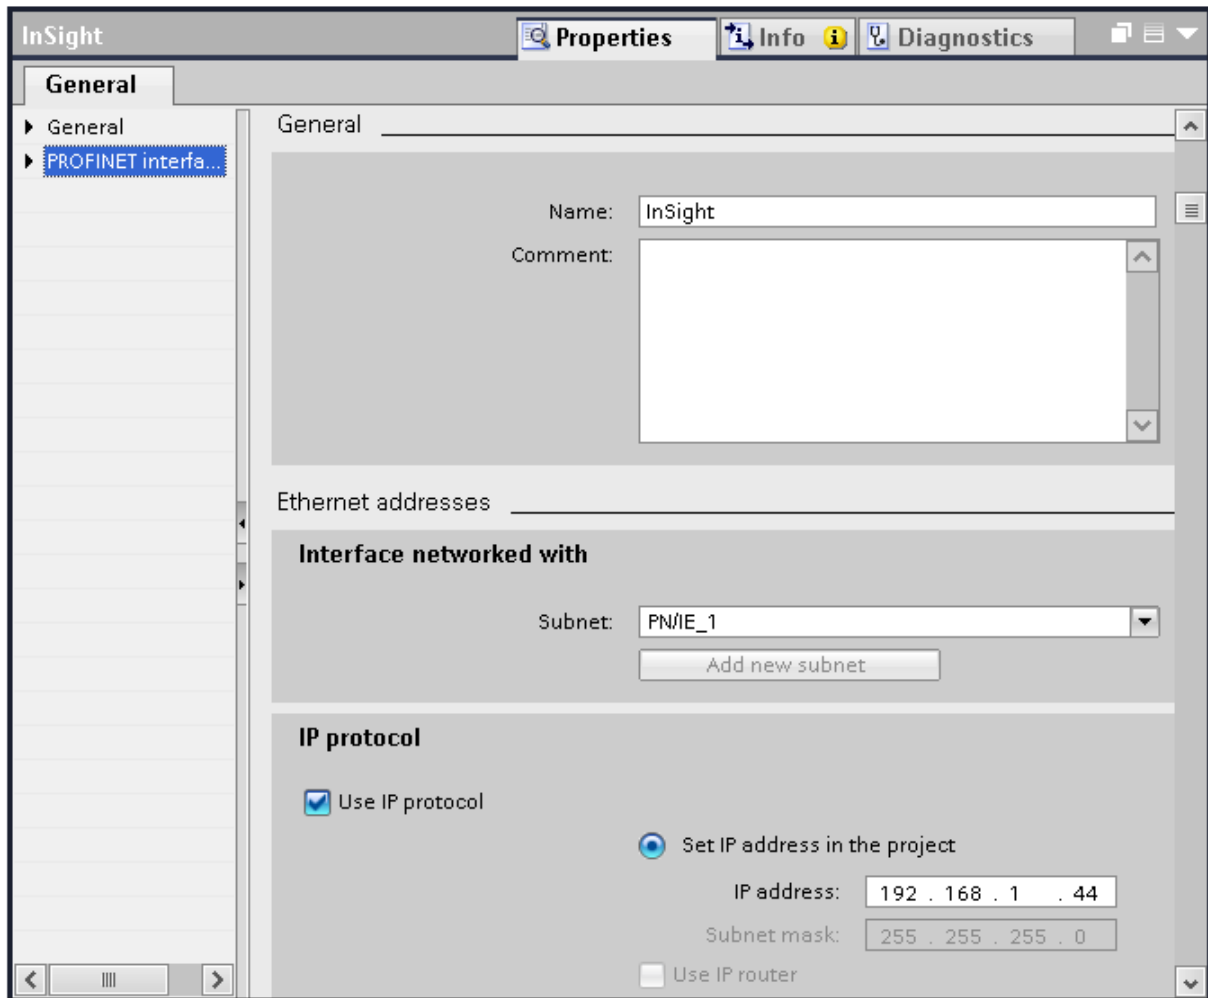 InSight
Properties
Info
Diagnostics
General
General
PROFINET interfa...
General
Name: InSight
Comment:
Ethernet addresses
Interface networked with
Subnet: PN/IE_1
Add new subnet
IP protocol
Use IP protocol
Set IP address in the project
IP address: 192 . 168 . 1 . 44
Subnet mask: 255 . 255 . 255 . 0
Use IP router